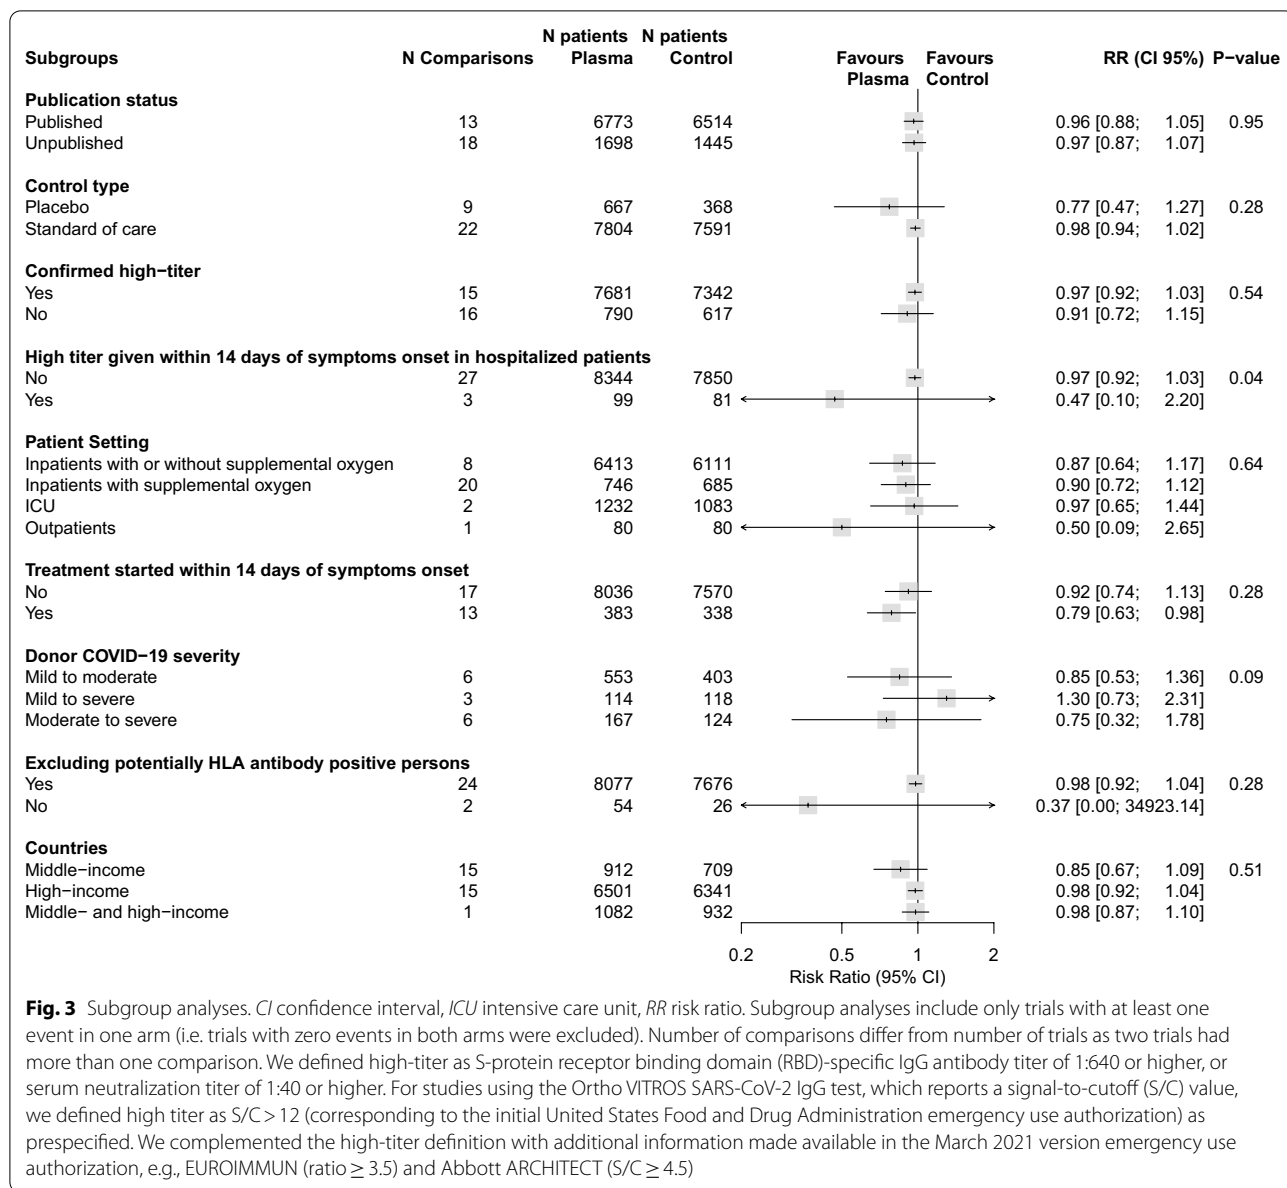 N patients N patients
Subgroups N Comparisons Plasma Control Favours Favours RR (CI 95%) P−value
Plasma Control
Publication status
Published 13 6773 6514 0.96 [0.88; 1.05] 0.95
Unpublished 18 1698 1445 0.97 [0.87; 1.07]
Control type
Placebo 9 667 368 0.77 [0.47; 1.27] 0.28
Standard of care 22 7804 7591 0.98 [0.94; 1.02]
Confirmed high−titer
Yes 15 7681 7342 0.97 [0.92; 1.03] 0.54
No 16 790 617 0.91 [0.72; 1.15]
High titer given within 14 days of symptoms onset in hospitalized patients
No 27 8344 7850 0.97 [0.92; 1.03] 0.04
Yes 3 99 81 0.47 [0.10; 2.20]
Patient Setting
Inpatients with or without supplemental oxygen 8 6413 6111 0.87 [0.64; 1.17] 0.64
Inpatients with supplemental oxygen 20 746 685 0.90 [0.72; 1.12]
ICU 2 1232 1083 0.97 [0.65; 1.44]
Outpatients 1 80 80 0.50 [0.09; 2.65]
Treatment started within 14 days of symptoms onset
No 17 8036 7570 0.92 [0.74; 1.13] 0.28
Yes 13 383 338 0.79 [0.63; 0.98]
Donor COVID−19 severity
Mild to moderate 6 553 403 0.85 [0.53; 1.36] 0.09
Mild to severe 3 114 118 1.30 [0.73; 2.31]
Moderate to severe 6 167 124 0.75 [0.32; 1.78]
Excluding potentially HLA antibody positive persons
Yes 24 8077 7676 0.98 [0.92; 1.04] 0.28
No 2 54 26 0.37 [0.00; 34923.14]
Countries
Middle−income 15 912 709 0.85 [0.67; 1.09] 0.51
High−income 15 6501 6341 0.98 [0.92; 1.04]
Middle− and high−income 1 1082 932 0.98 [0.87; 1.10]
0.2 0.5 1 2
Risk Ratio (95% CI)
Fig. 3 Subgroup analyses. CI confidence interval, ICU intensive care unit, RR risk ratio. Subgroup analyses include only trials with at least one
event in one arm (i.e. trials with zero events in both arms were excluded). Number of comparisons differ from number of trials as two trials had
more than one comparison. We defined high-titer as S-protein receptor binding domain (RBD)-specific IgG antibody titer of 1:640 or higher, or
serum neutralization titer of 1:40 or higher. For studies using the Ortho VITROS SARS-CoV-2 IgG test, which reports a signal-to-cutoff (S/C) value,
we defined high titer as S/C > 12 (corresponding to the initial United States Food and Drug Administration emergency use authorization) as
prespecified. We complemented the high-titer definition with additional information made available in the March 2021 version emergency use
authorization, e.g., EUROIMMUN (ratio ≥ 3.5) and Abbott ARCHITECT (S/C ≥ 4.5)